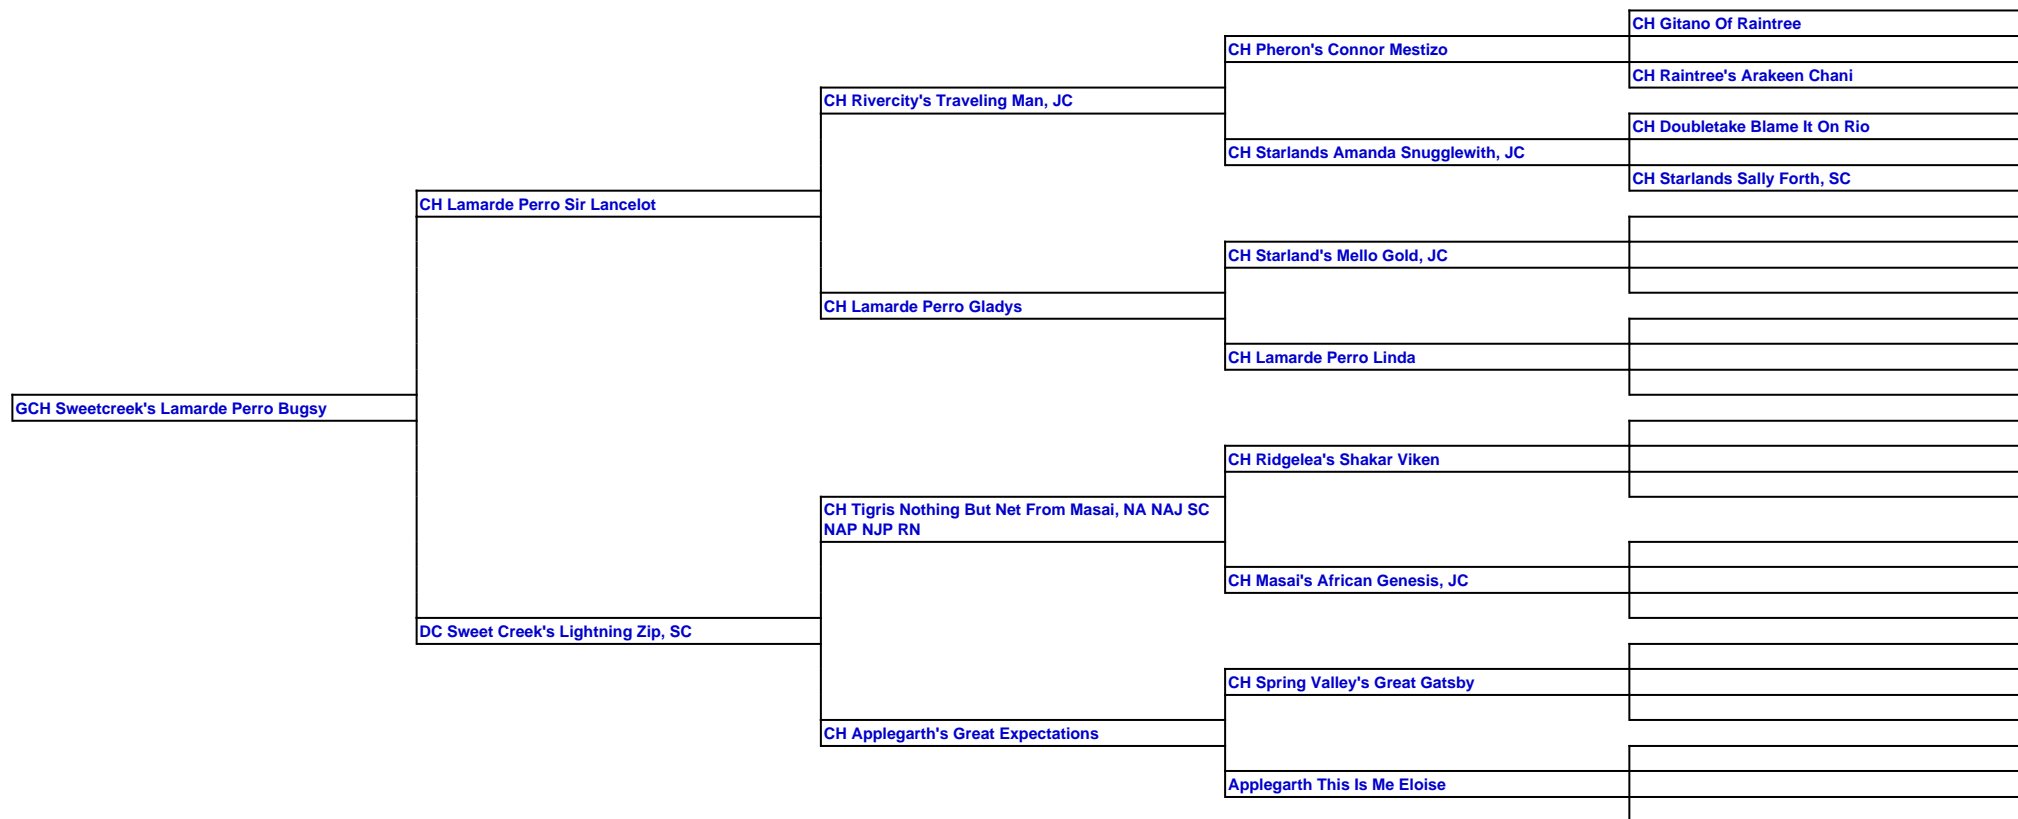 CH Gitano Of Raintree
CH Pheron's Connor Mestizo
CH Raintree's Arakeen Chani
CH Rivercity's Traveling Man, JC
CH Doubletake Blame It On Rio
CH Starlands Amanda Snugglewith, JC
CH Starlands Sally Forth, SC
CH Lamarde Perro Sir Lancelot
CH Starland's Mello Gold, JC
CH Lamarde Perro Gladys
CH Lamarde Perro Linda
GCH Sweetcreek's Lamarde Perro Bugsy
CH Ridgelea's Shakar Viken
CH Tigris Nothing But Net From Masai, NA NAJ SC
NAP NJP RN
CH Masai's African Genesis, JC
DC Sweet Creek's Lightning Zip, SC
CH Spring Valley's Great Gatsby
CH Applegarth's Great Expectations
Applegarth This Is Me Eloise